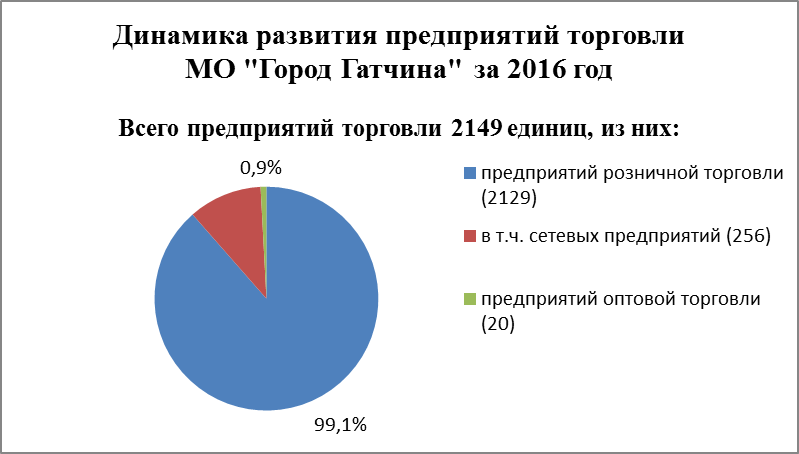 Динамика развития предприятий торговли
МО "Город Гатчина" за 2016 год
Всего предприятий торговли 2149 единиц, из них:
0,9%
99,1%
предприятий розничной торговли
(2129)
в т.ч. сетевых предприятий (256)
предприятий оптовой торговли
(20)